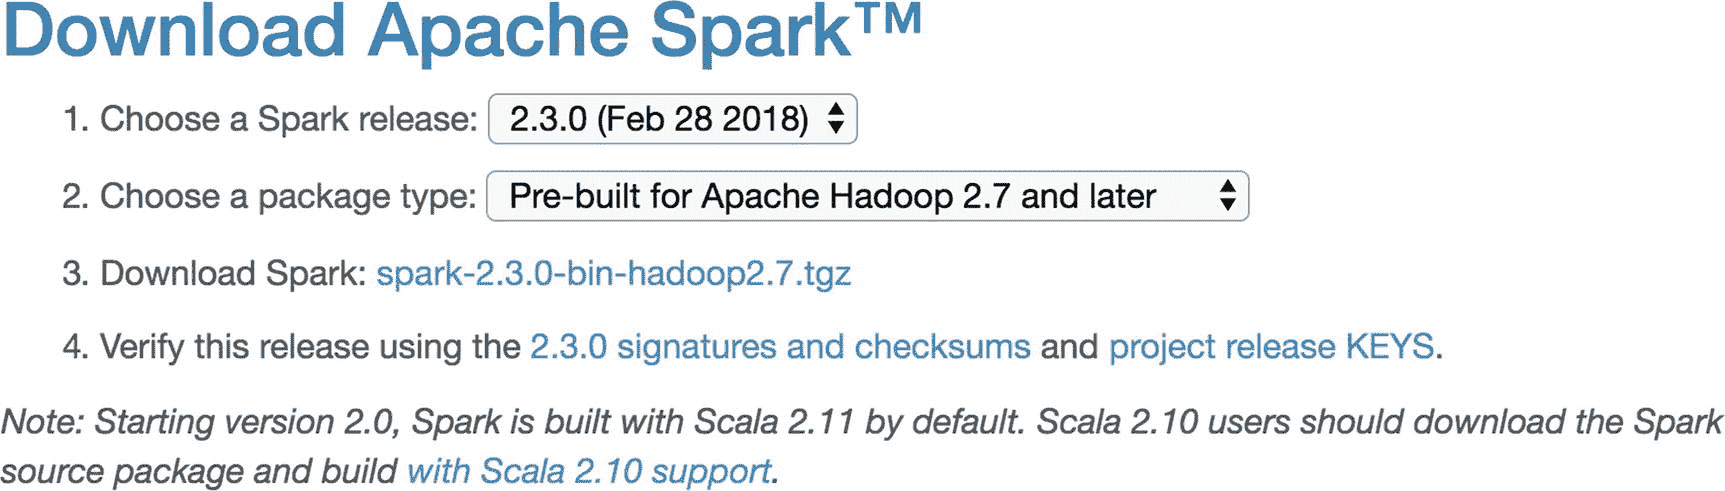 Download Apache Spark™
1. Choose a Spark release: 2.3.0 (Feb 28 2018)
2. Choose a package type: Pre-built for Apache Hadoop 2.7 and later
3. Download Spark: spark-2.3.0-bin-hadoop2.7.tgz
4. Verify this release using the 2.3.0 signatures and checksums and project release KEYS.
Note: Starting version 2.0, Spark is built with Scala 2.11 by default. Scala 2.10 users should download the Spark
source package and build with Scala 2.10 support.